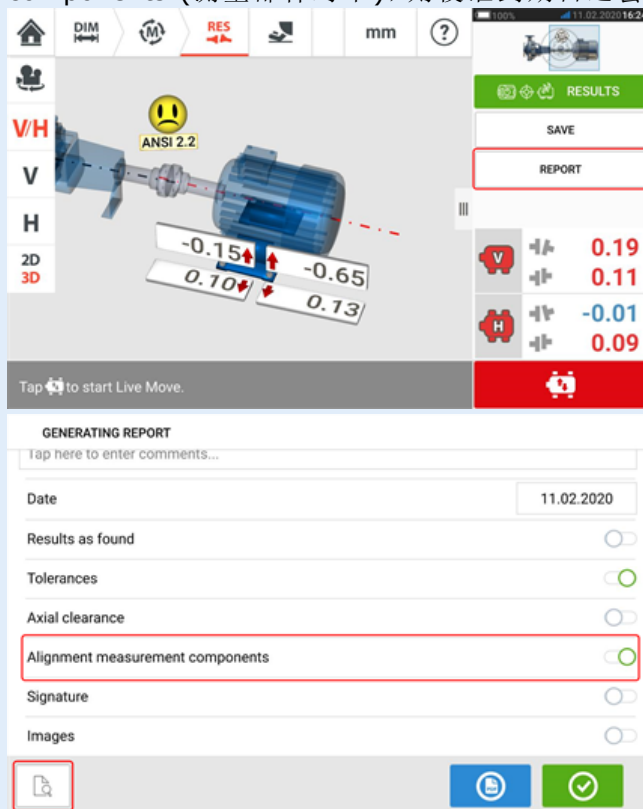 DIM
M
RES
mm
?
100%
11.02.2020 16:24
RESULTS
SAVE
REPORT
V/H
V
H
2D
3D
ANSI 2.2
-0.15
-0.65
0.10
0.13
V
0.19
0.11
H
-0.01
0.09
Tap to start Live Move.
GENERATING REPORT
Tap here to enter comments...
Date 11.02.2020
Results as found
Tolerances
Axial clearance
Alignment measurement components
Signature
Images